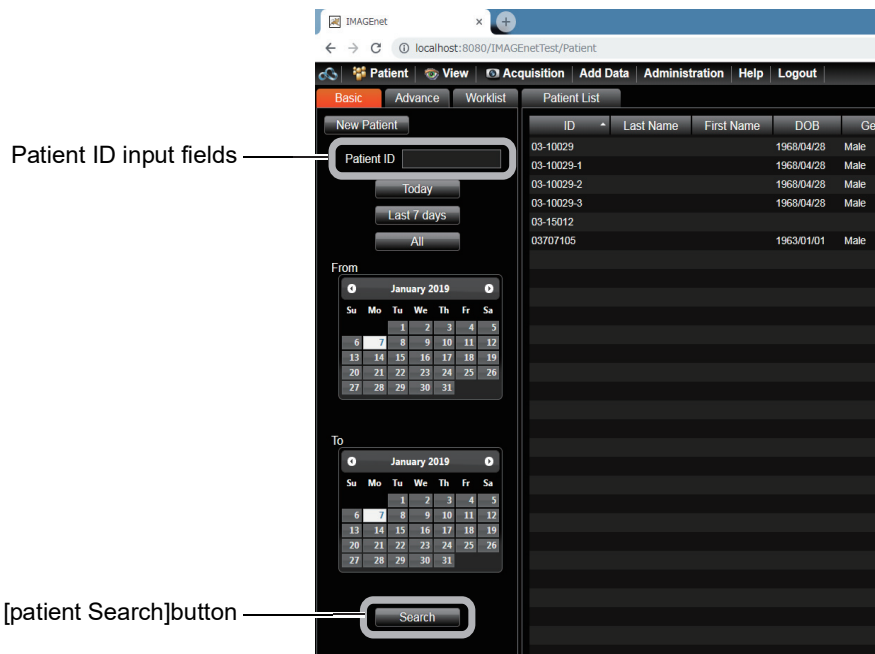 IMAGEnet
localhost:8080/IMAGEnetTest/Patient
Patient View Acquisition Add Data Administration Help Logout
Basic Advance Worklist Patient List
New Patient
Patient ID input fields
Patient ID
Today
Last 7 days
All
From
January 2019
Su Mo Tu We Th Fr Sa
1 2 3 4 5
6 7 8 9 10 11 12
13 14 15 16 17 18 19
20 21 22 23 24 25 26
27 28 29 30 31
To
January 2019
Su Mo Tu We Th Fr Sa
1 2 3 4 5
6 7 8 9 10 11 12
13 14 15 16 17 18 19
20 21 22 23 24 25 26
27 28 29 30 31
[patient Search]button
Search
ID Last Name First Name DOB Ge
03-10029 1968/04/28 Male
03-10029-1 1968/04/28 Male
03-10029-2 1968/04/28 Male
03-10029-3 1968/04/28 Male
03-15012
03707105 1963/01/01 Male